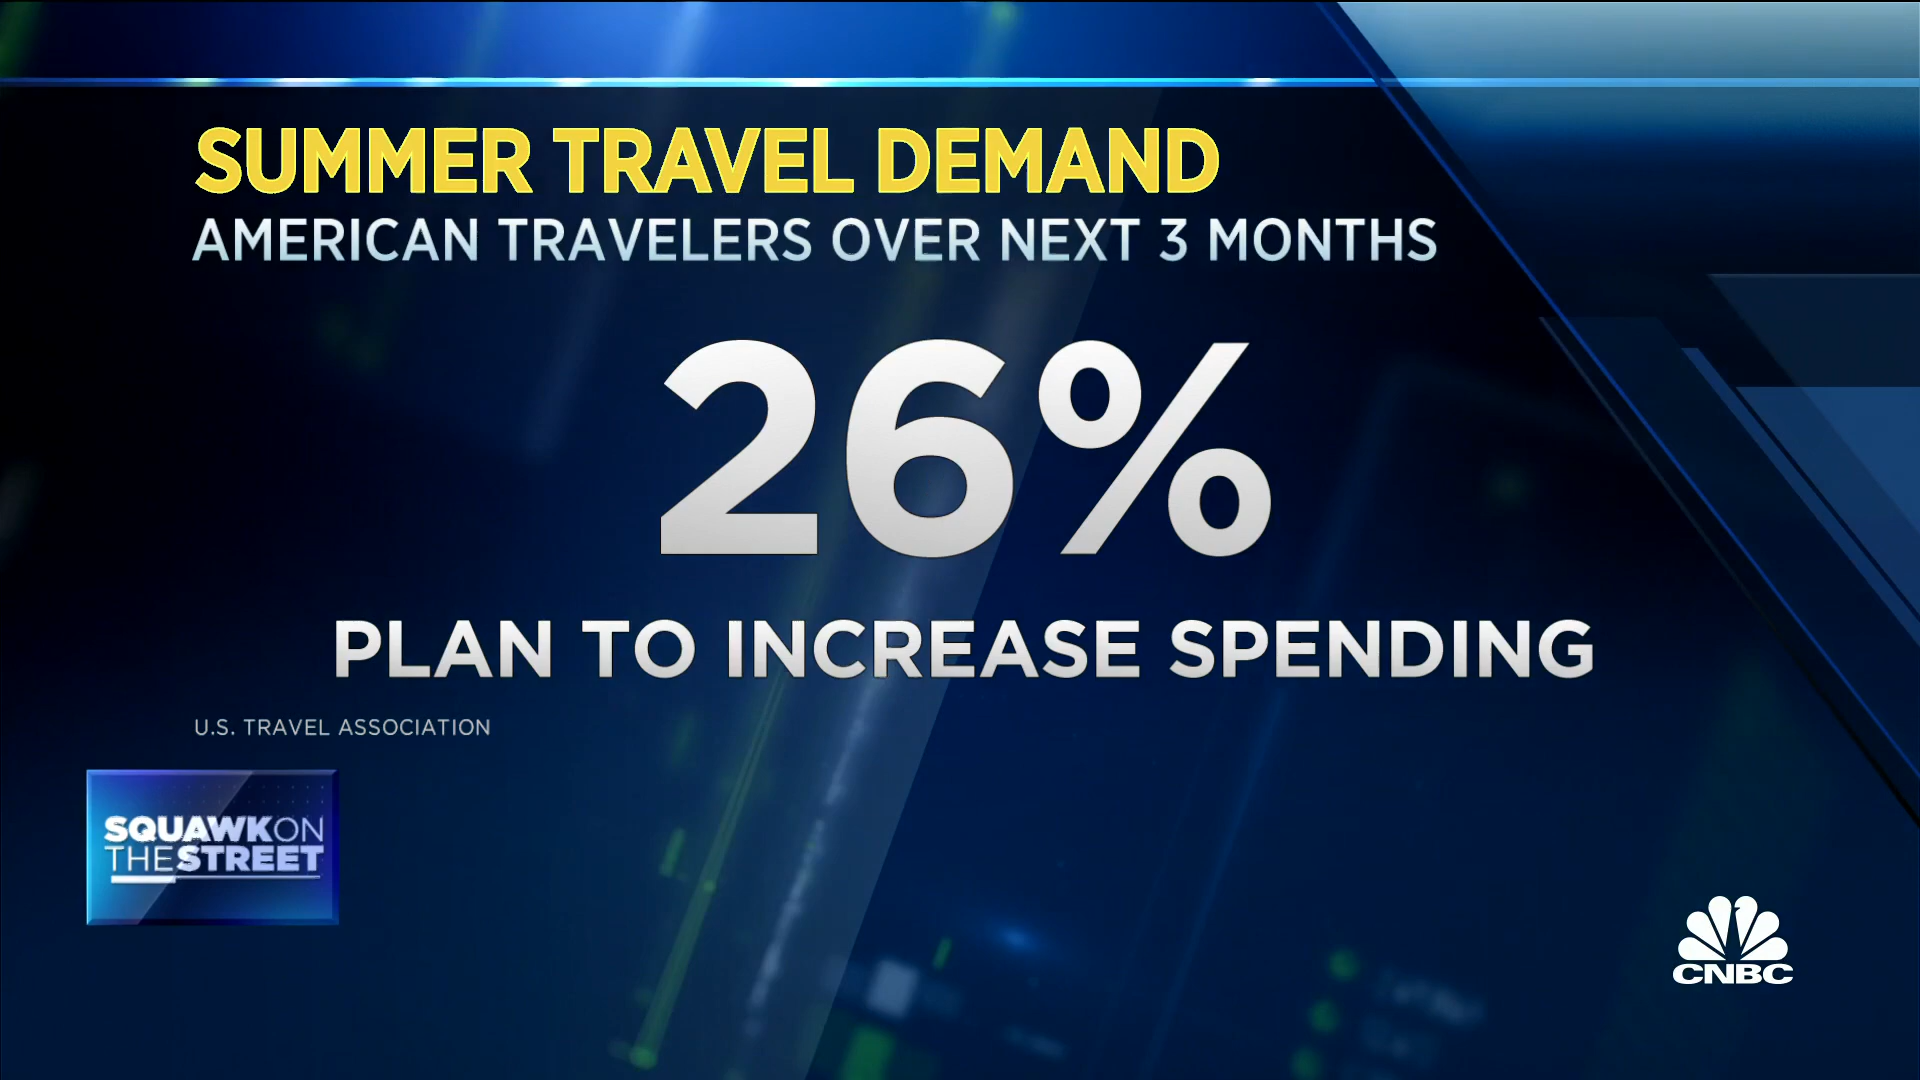 SUMMER TRAVEL DEMAND
AMERICAN TRAVELERS OVER NEXT 3 MONTHS
26%
PLAN TO INCREASE SPENDING
U.S. TRAVEL ASSOCIATION
SQUAWK ON
THE STREET
CNBC